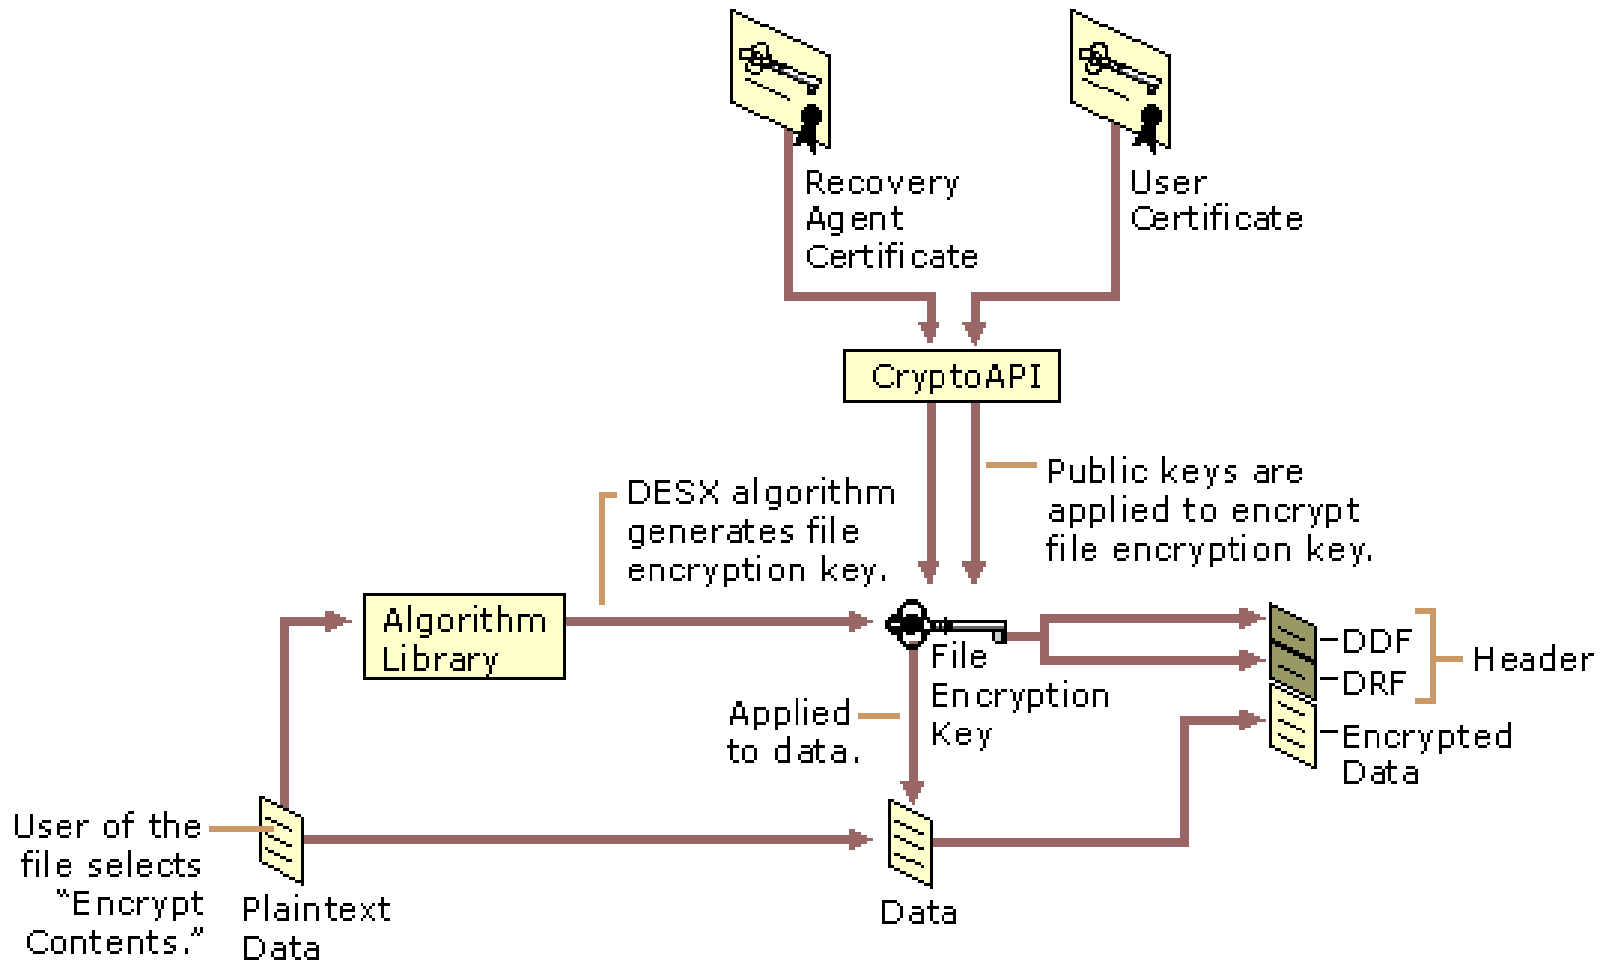 Recovery
Agent
Certificate
User
Certificate
CryptoAPI
Public keys are
applied to encrypt
file encryption key.
DESX algorithm
generates file
encryption key.
Algorithm
Library
File
Encryption
Key
DDF
DRF
Header
Applied
to data.
Encrypted
Data
User of the
file selects
“Encrypt
Contents.”
Plaintext
Data
Data